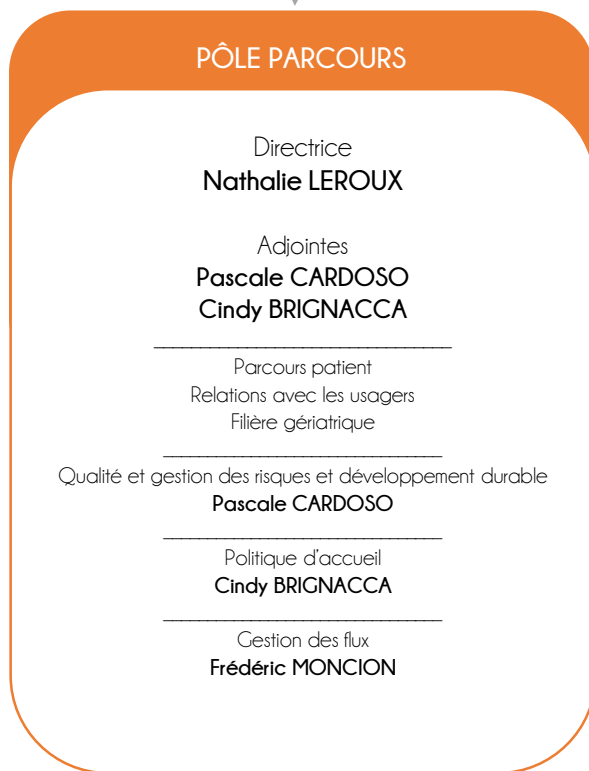 PÔLE PARCOURS
Directrice
Nathalie LEROUX
Adjointes
Pascale CARDOSO
Cindy BRIGNACCA
Parcours patient
Relations avec les usagers
Filière gériatrique
Qualité et gestion des risques et développement durable
Pascale CARDOSO
Politique d'accueil
Cindy BRIGNACCA
Gestion des flux
Frédéric MONCION